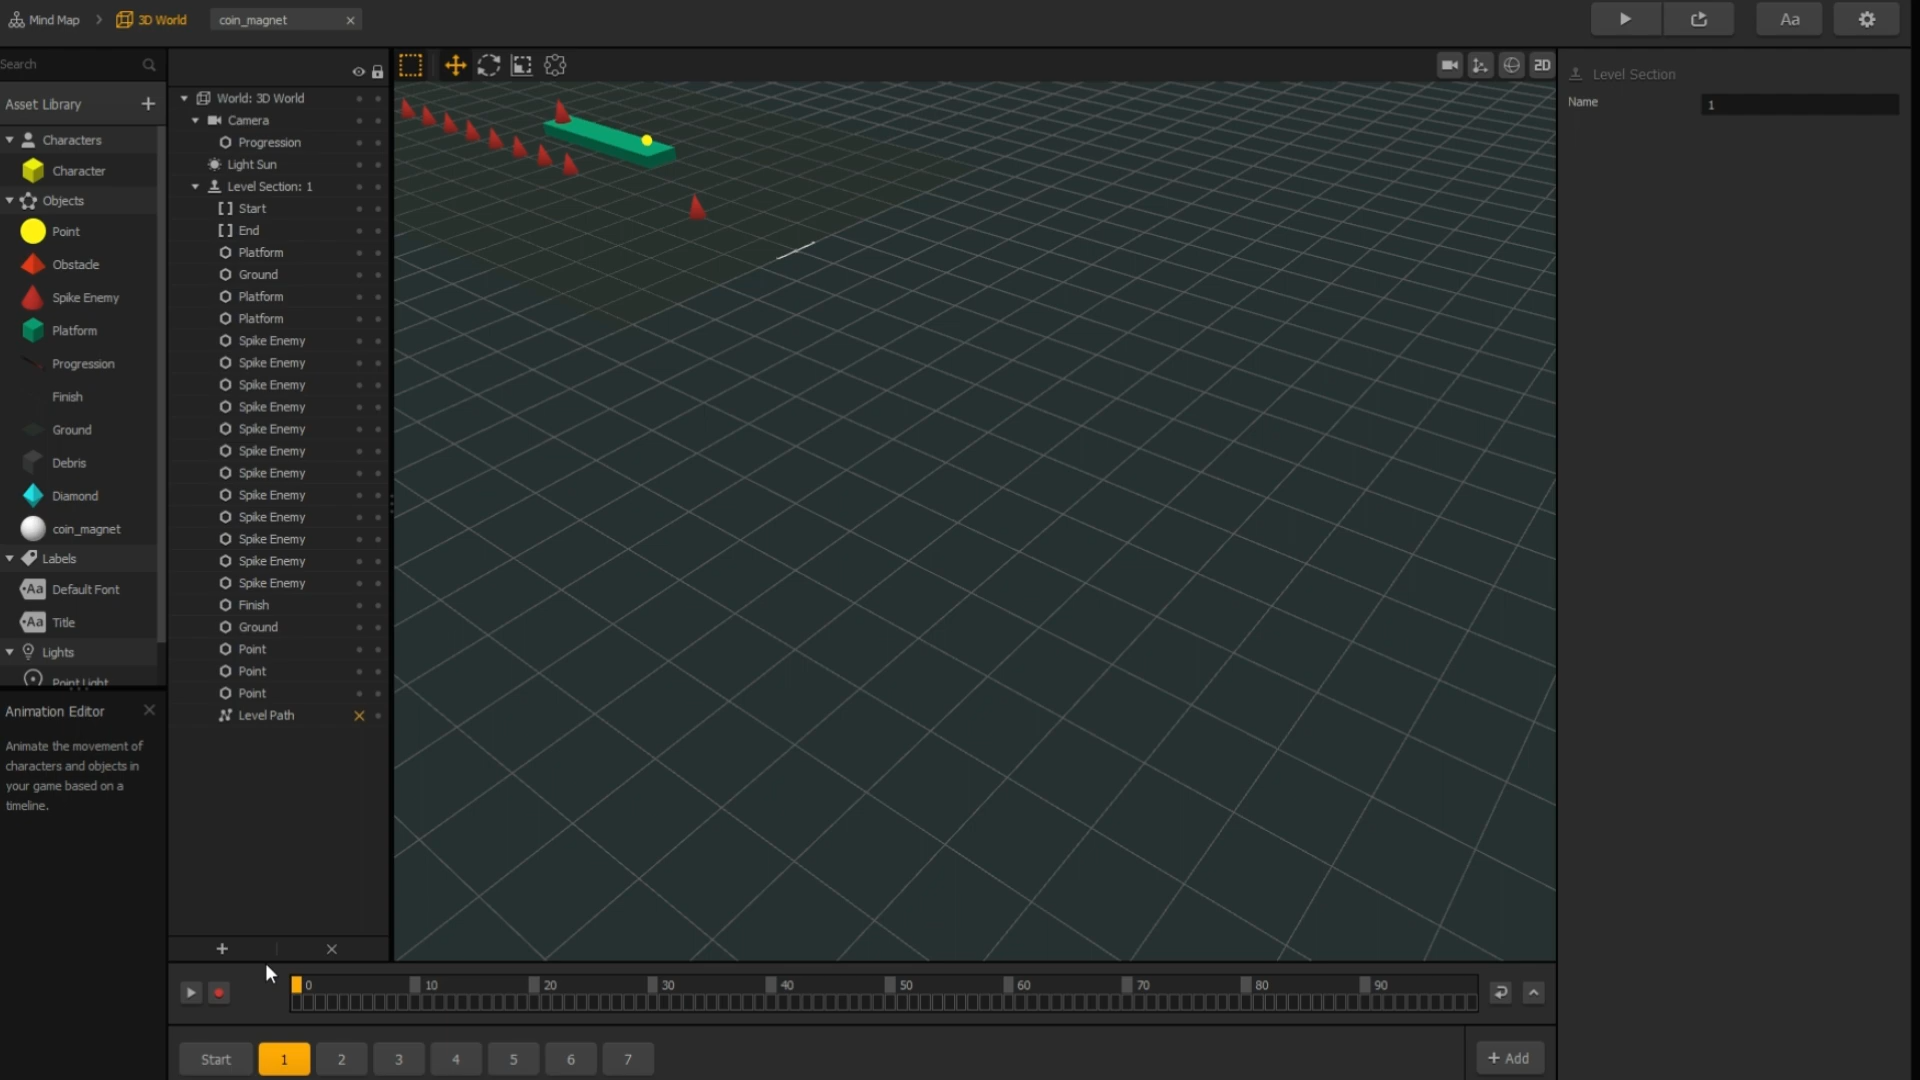 Mind Map
3D World
coin_magnet
Aa
Search
Asset Library
Characters
Character
Objects
Point
Obstacle
Spike Enemy
Platform
Progression
Finish
Ground
Debris
Diamond
coin_magnet
Labels
Aa Default Font
Aa Title
Lights
Point Light
Animation Editor
Animate the movement of
characters and objects in
your game based on a
timeline.
World: 3D World
Camera
Progression
Light Sun
Level Section: 1
Start
End
Platform
Ground
Platform
Platform
Spike Enemy
Spike Enemy
Spike Enemy
Spike Enemy
Spike Enemy
Spike Enemy
Spike Enemy
Spike Enemy
Spike Enemy
Spike Enemy
Spike Enemy
Spike Enemy
Finish
Ground
Point
Point
Point
Level Path
2D
Level Section
Name 1
0 10 20 30 40 50 60 70 80 90
Start 1 2 3 4 5 6 7
+ Add